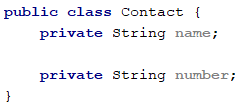 public class Contact {
    private String name;
    private String number;
}